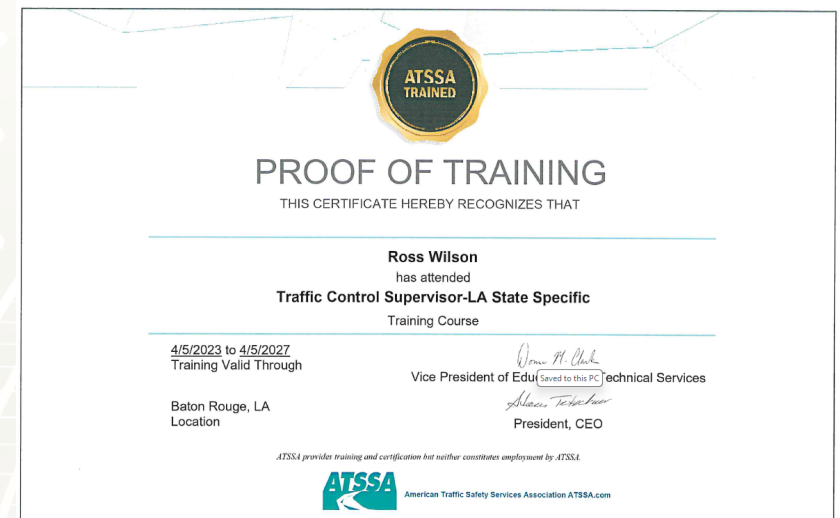 ATSSA
TRAINED
PROOF OF TRAINING
THIS CERTIFICATE HEREBY RECOGNIZES THAT
Ross Wilson
has attended
Traffic Control Supervisor-LA State Specific
Training Course
4/5/2023 to 4/5/2027
Training Valid Through
Vice President of Edu Saved to this PC echnical Services
Baton Rouge, LA
Location
President, CEO
ATSSA provides training and certification but neither constitutes employment by ATSSA.
ATSSA
American Traffic Safety Services Association ATSSA.com